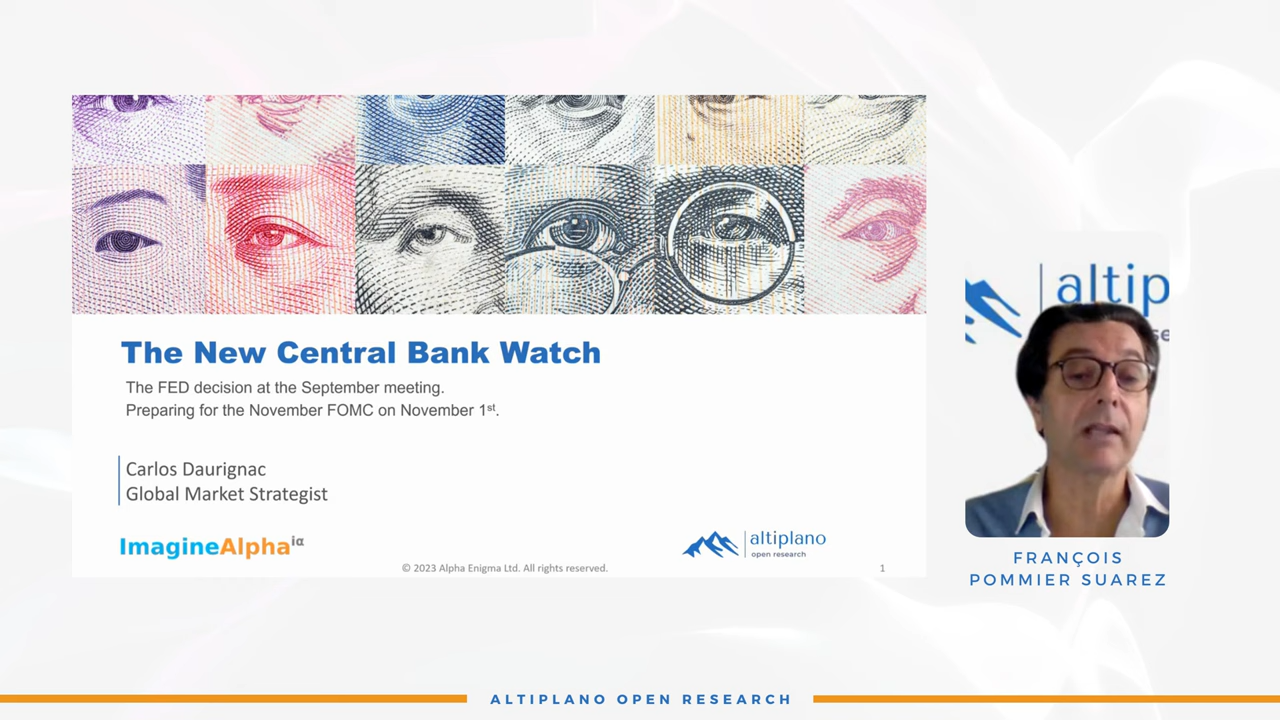 The New Central Bank Watch
The FED decision at the September meeting.
Preparing for the November FOMC on November 1st.
Carlos Daurignac
Global Market Strategist
ImagineAlphaiα
altiplano
open research
© 2023 Alpha Enigma Ltd. All rights reserved.
1
altip
se
FRANÇOIS
POMMIER SUAREZ
ALTIPLANO OPEN RESEARCH